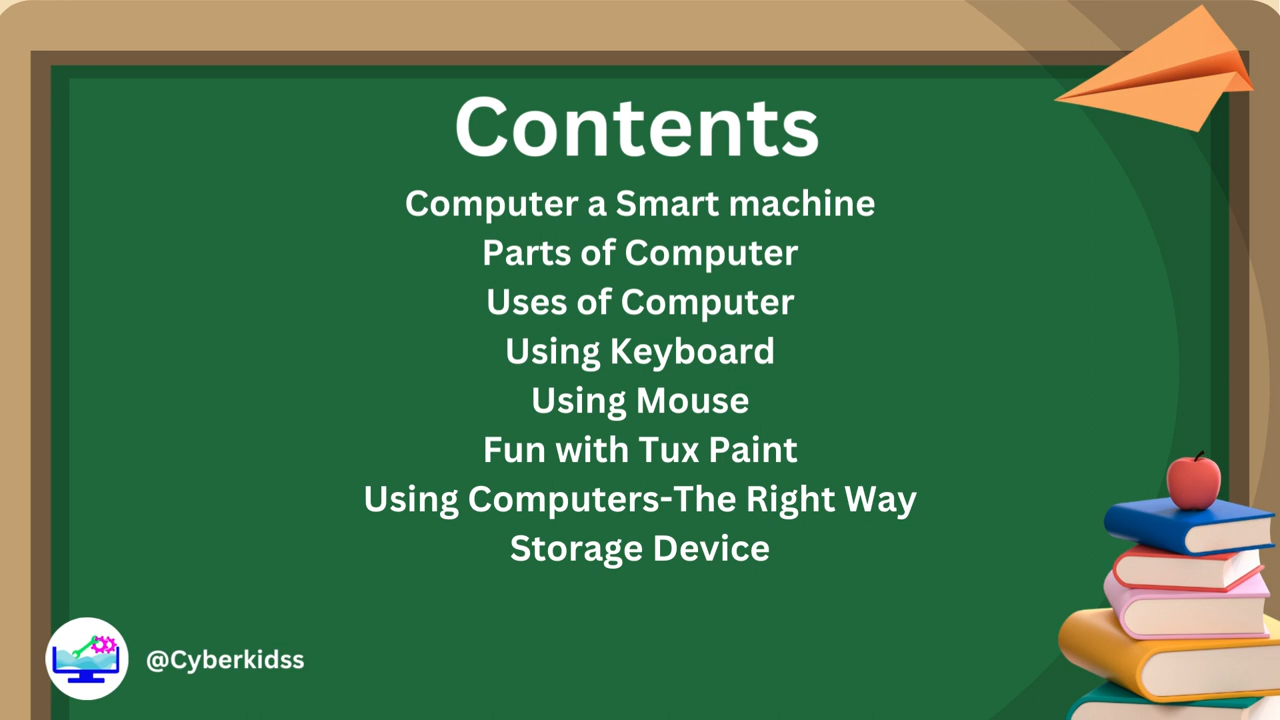 Contents
Computer a Smart machine
Parts of Computer
Uses of Computer
Using Keyboard
Using Mouse
Fun with Tux Paint
Using Computers-The Right Way
Storage Device
@Cyberkidss